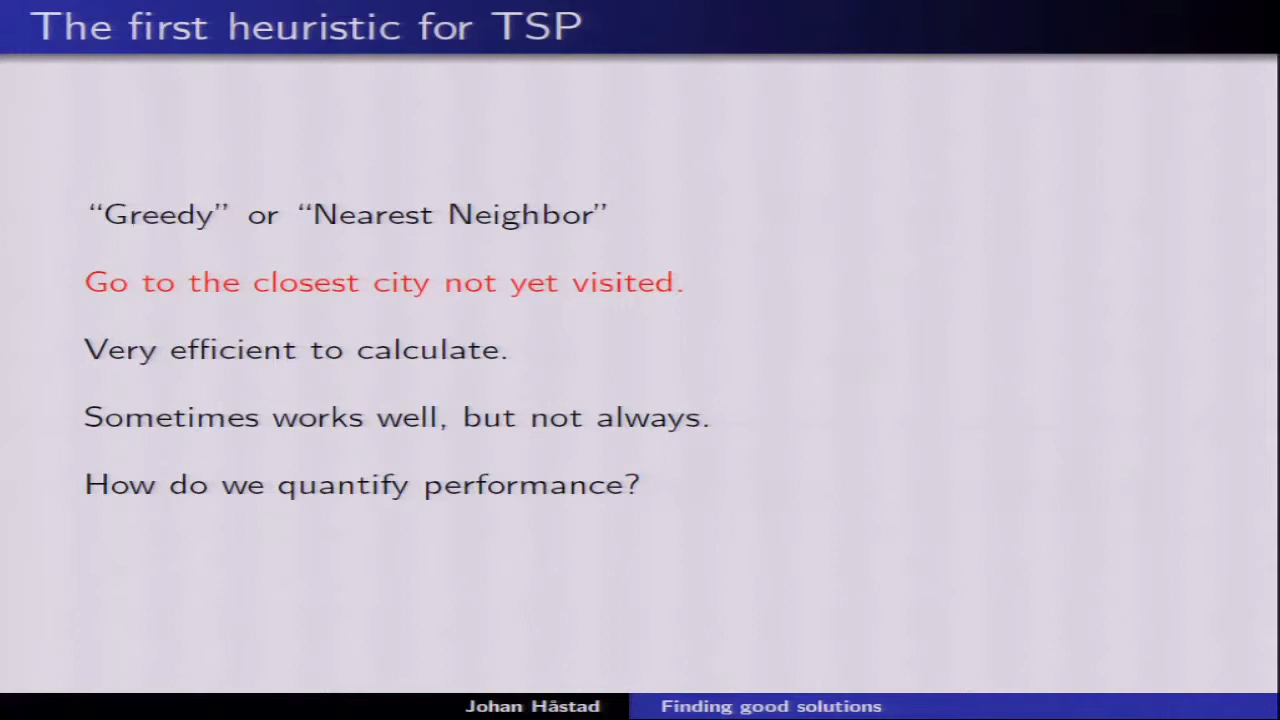 The first heuristic for TSP
“Greedy” or “Nearest Neighbor”
Go to the closest city not yet visited.
Very efficient to calculate.
Sometimes works well, but not always.
How do we quantify performance?
Johan Håstad
Finding good solutions